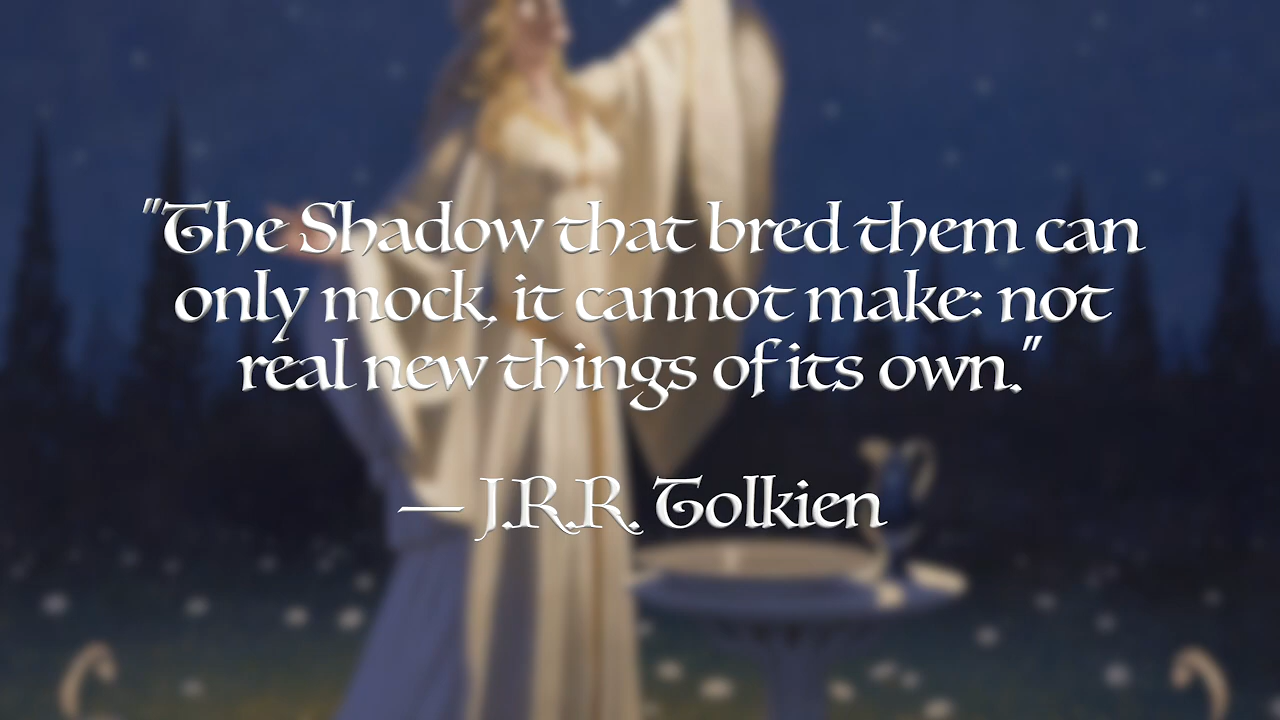 "The Shadow that bred them can
only mock, it cannot make: not
real new things of its own."
— J.R.R. Tolkien